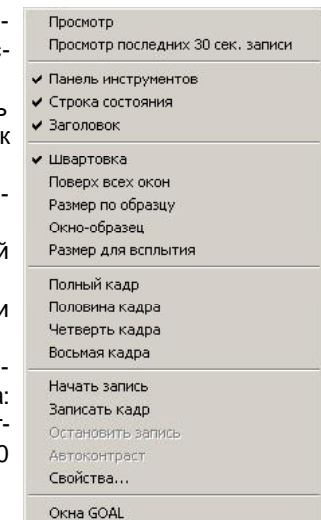 Просмотр
Просмотр последних 30 сек. записи
Панель инструментов
Строка состояния
Заголовок
Швартовка
Поверх всех окон
Размер по образцу
Окно-образец
Размер для всплытия
Полный кадр
Половина кадра
Четверть кадра
Восьмая кадра
Начать запись
Записать кадр
Остановить запись
Автоконтраст
Свойства...
Окна GOAL